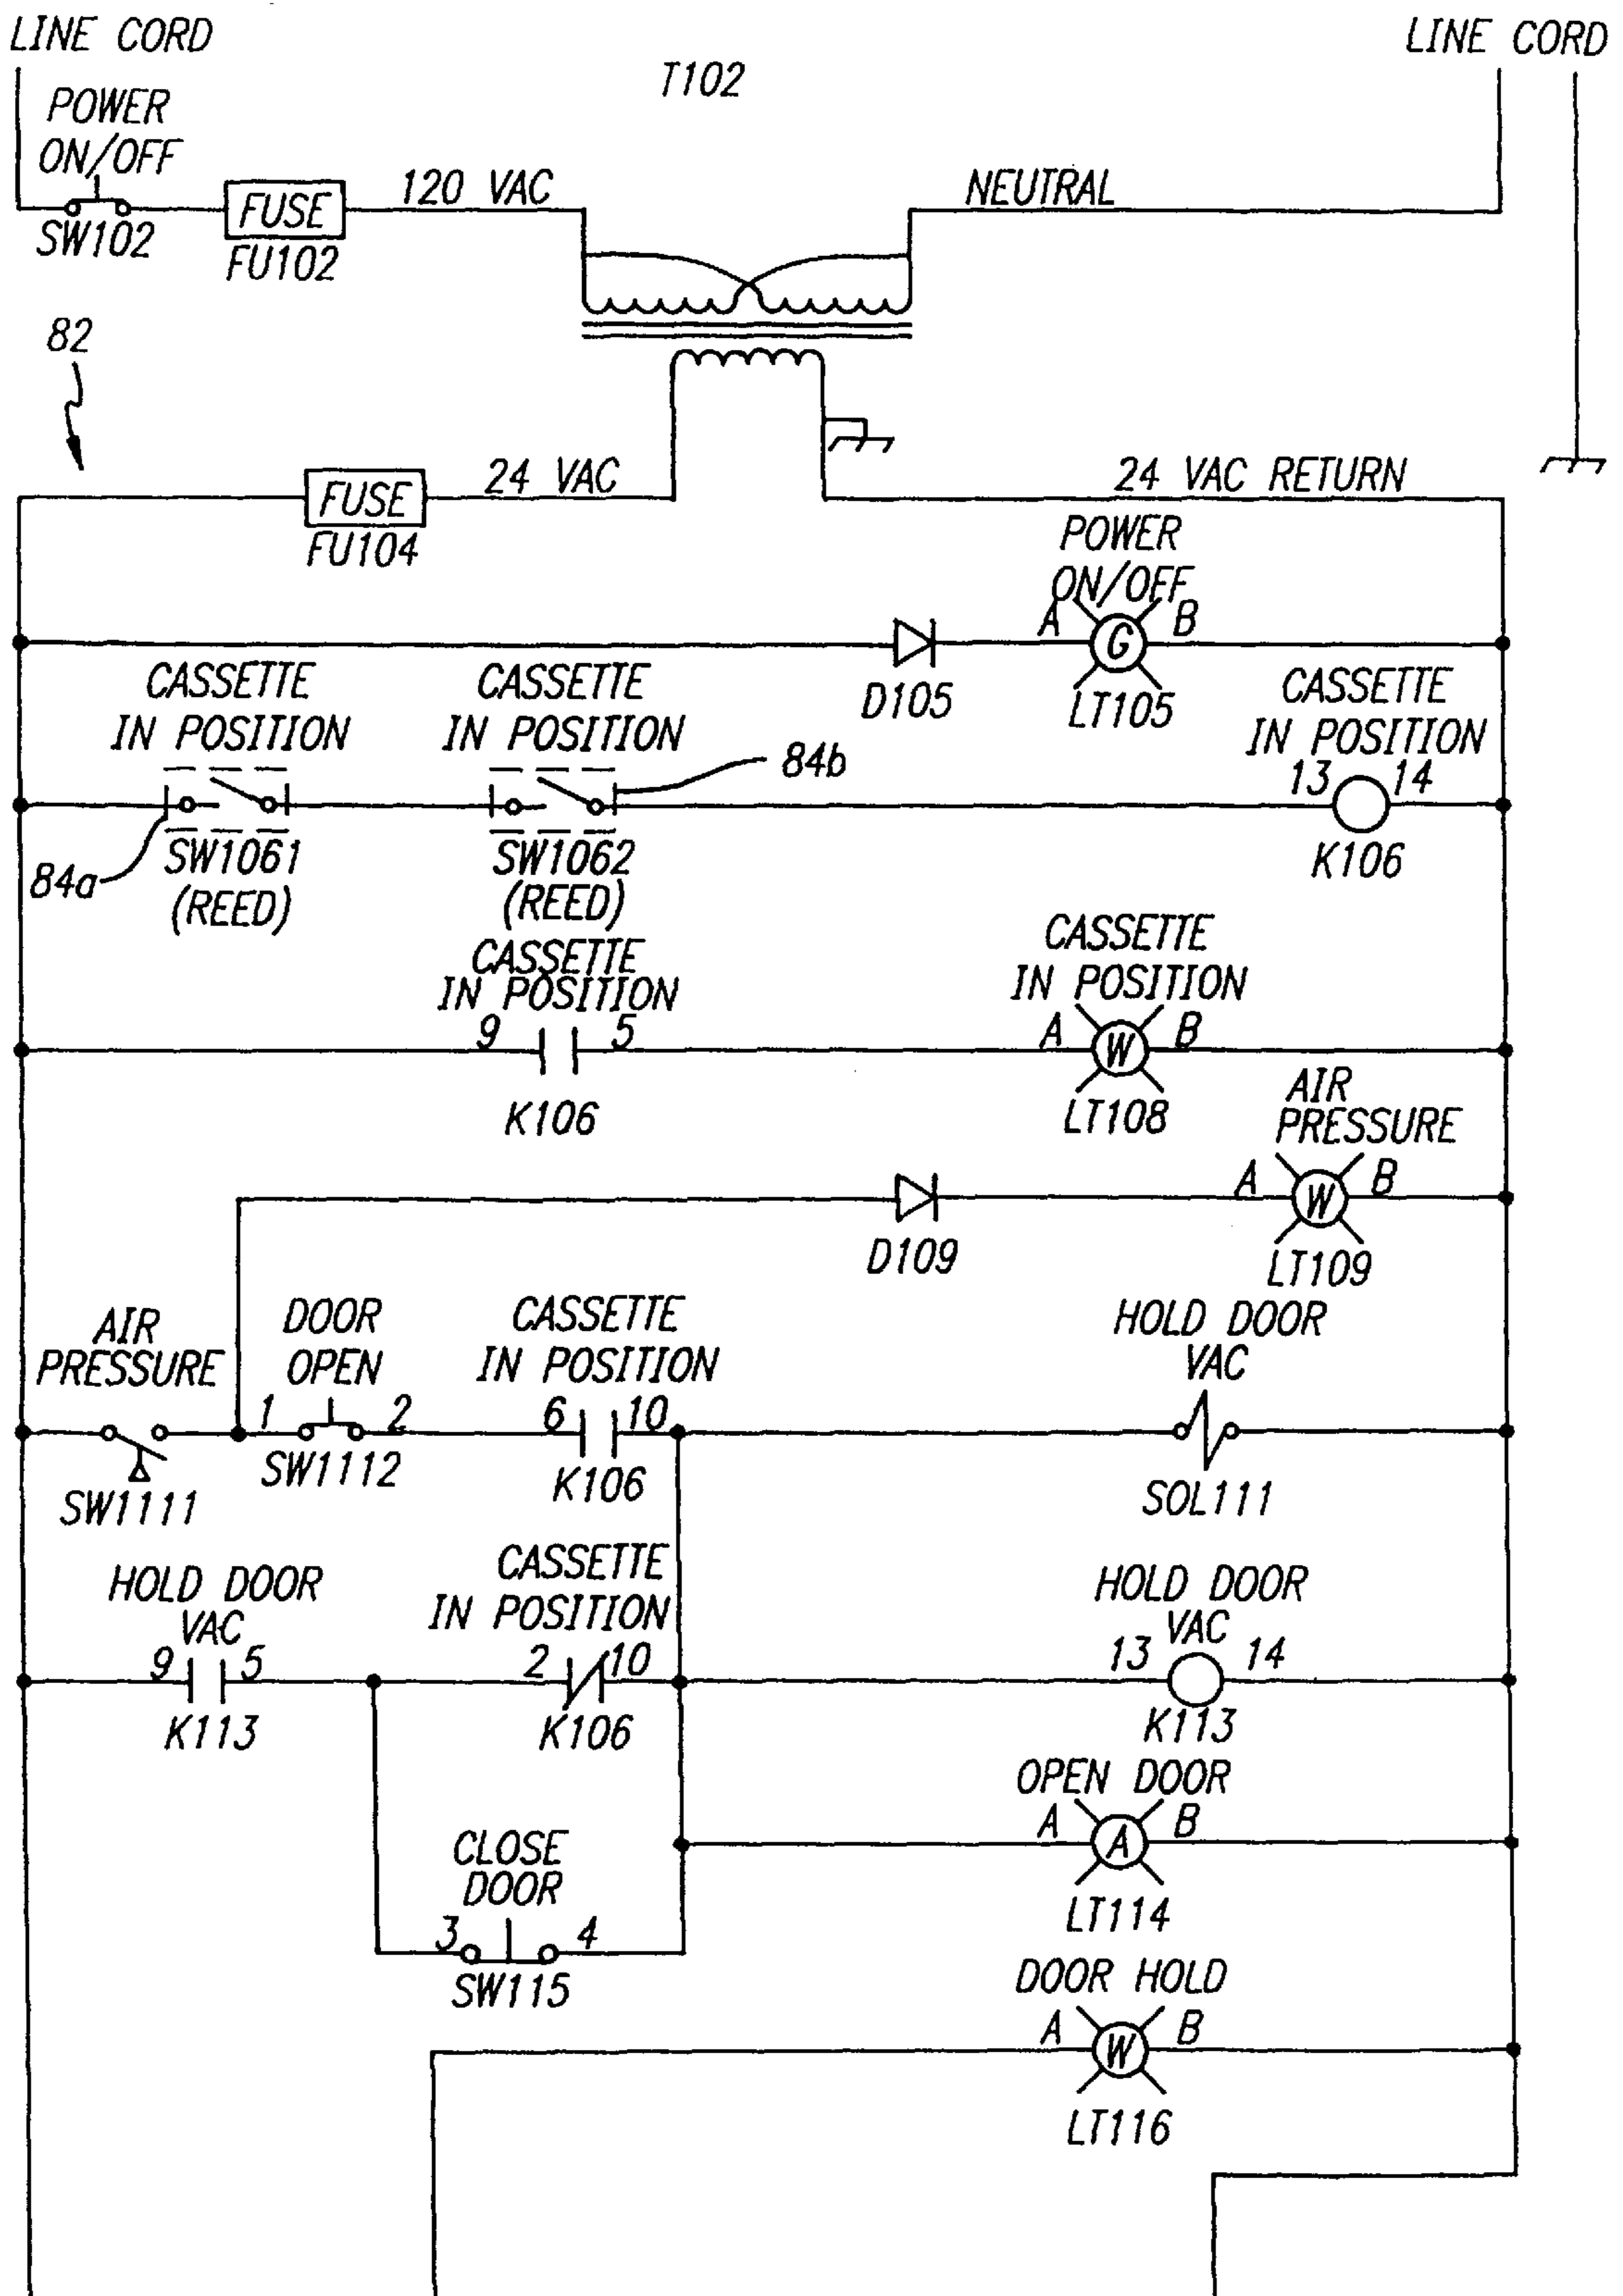 LINE CORD
LINE CORD
T102
POWER
ON/OFF
120 VAC
NEUTRAL
FUSE
SW102
FU102
82
24 VAC
24 VAC RETURN
FUSE
FU104
POWER
ON/OFF
A
B
G
D105
LT105
CASSETTE
IN POSITION
CASSETTE
IN POSITION
CASSETTE
IN POSITION
84b
13
14
84a
SW1061
(REED)
SW1062
(REED)
K106
CASSETTE
IN POSITION
CASSETTE
IN POSITION
9
5
A
B
W
K106
LT108
AIR
PRESSURE
A
B
W
D109
LT109
AIR
PRESSURE
DOOR
OPEN
CASSETTE
IN POSITION
HOLD DOOR
VAC
1
2
6
10
SW1111
SW1112
K106
SOL111
HOLD DOOR
VAC
CASSETTE
IN POSITION
HOLD DOOR
VAC
9
5
2
10
13
14
K113
K106
K113
OPEN DOOR
A
B
A
LT114
CLOSE
DOOR
3
4
SW115
DOOR HOLD
A
B
W
LT116